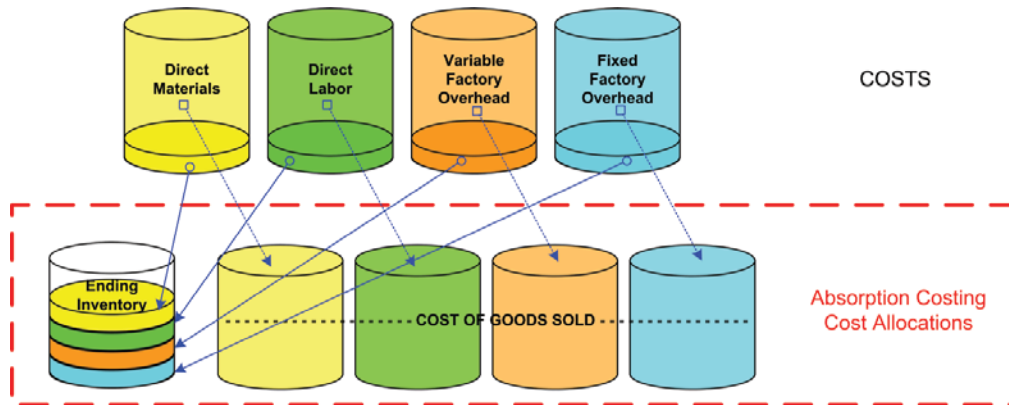 Direct
Materials
Direct
Labor
Variable
Factory
Overhead
Fixed
Factory
Overhead
COSTS
Ending
Inventory
COST OF GOODS SOLD
Absorption Costing
Cost Allocations